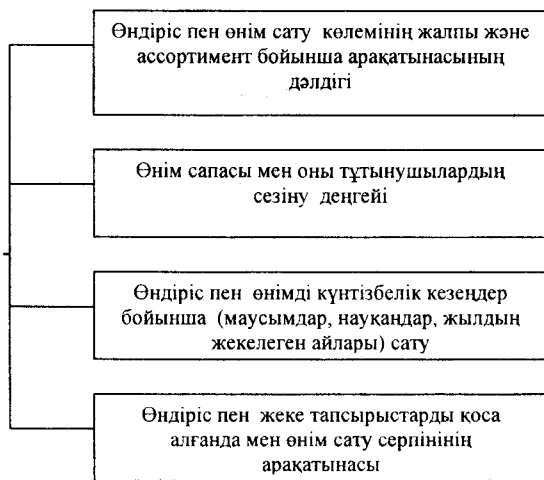 Өндіріс пен өнім сату көлемінің жалпы және
ассортимент бойынша арақатынасының
дәлдігі
Өнім сапасы мен оны тұтынушылардың
сезіну деңгейі
Өндіріс пен өнімді күнтізбелік кезеңдер
бойынша (маусымдар, науқандар, жылдың
жекелеген айлары) сату
Өндіріс пен жеке тапсырыстарды қоса
алғанда мен өнім сату серпінінің
арақатынасы